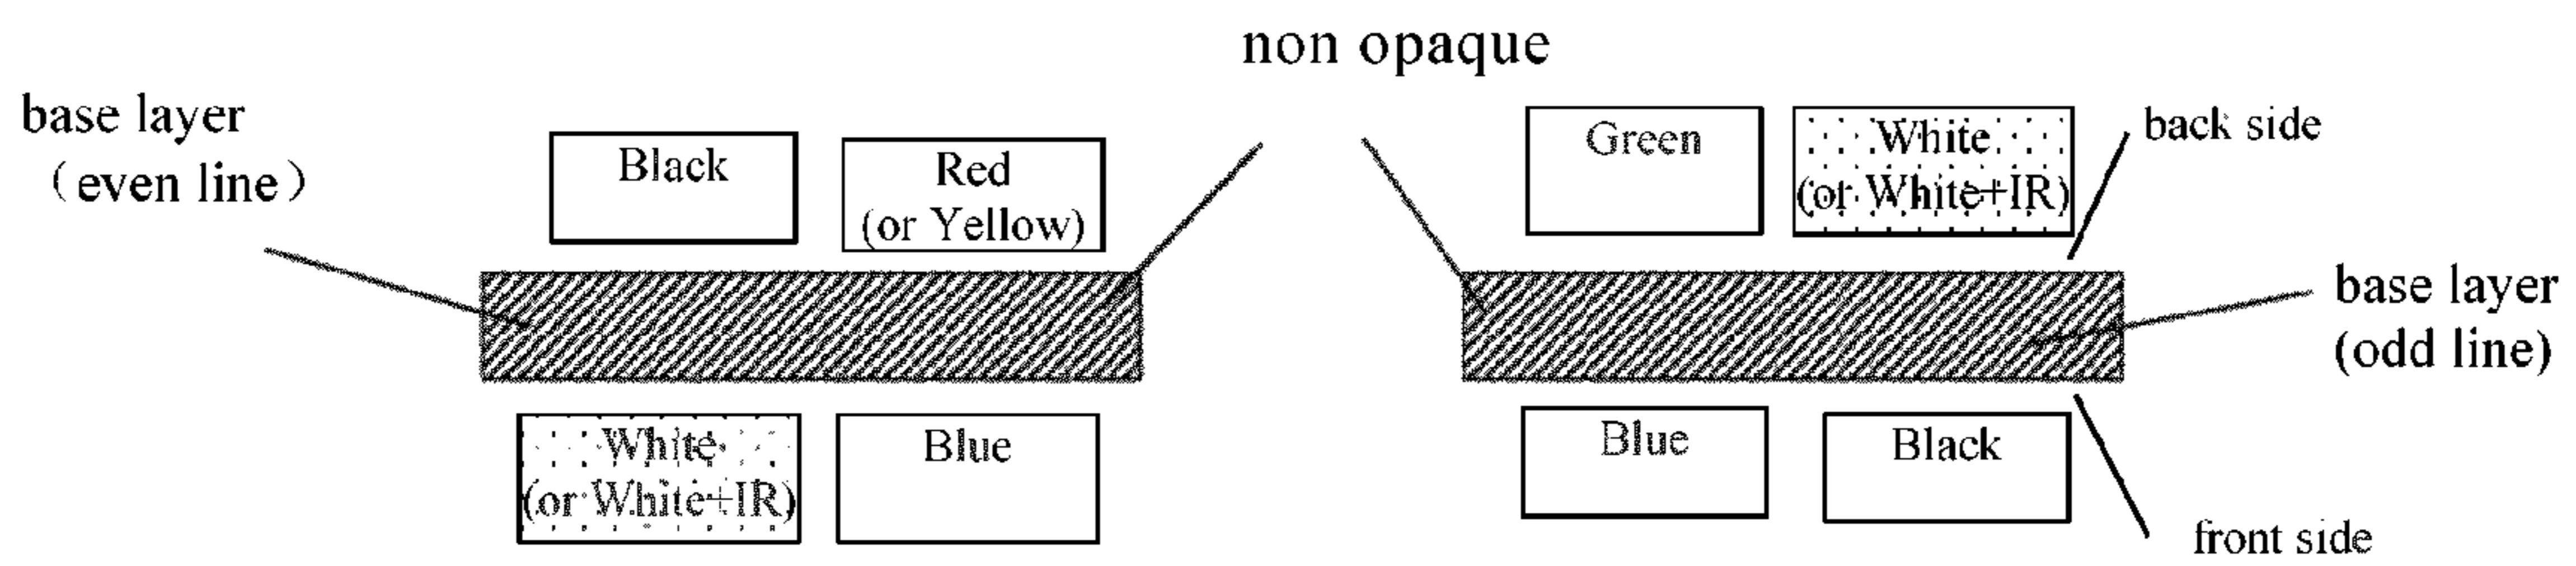 non opaque
base layer
（even line）
Black
Red
(or Yellow)
Green
White
(or White+IR)
back side
base layer
(odd line)
White
(or White+IR)
Blue
Blue
Black
front side